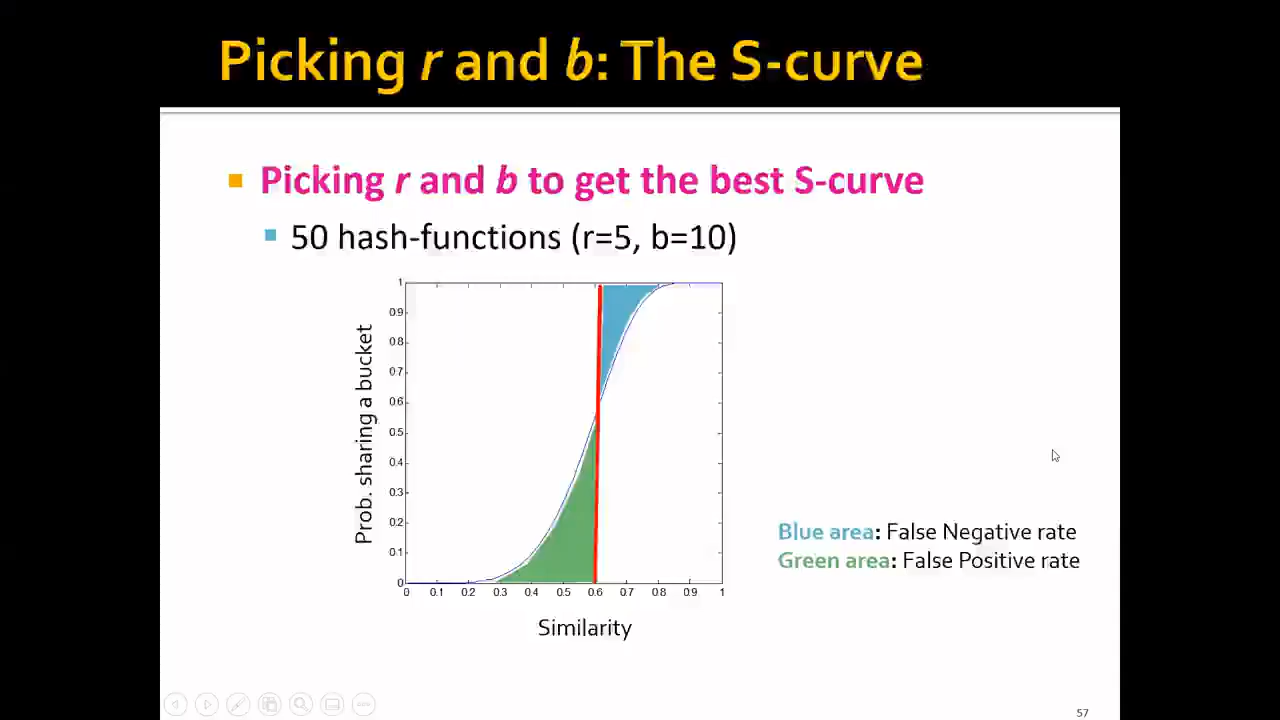 Picking r and b: The S-curve
Picking r and b to get the best S-curve
50 hash-functions (r=5, b=10)
Prob. sharing a bucket
1
0.9
0.8
0.7
0.6
0.5
0.4
0.3
0.2
0.1
0
0 0.1 0.2 0.3 0.4 0.5 0.6 0.7 0.8 0.9 1
Similarity
Blue area: False Negative rate
Green area: False Positive rate
57